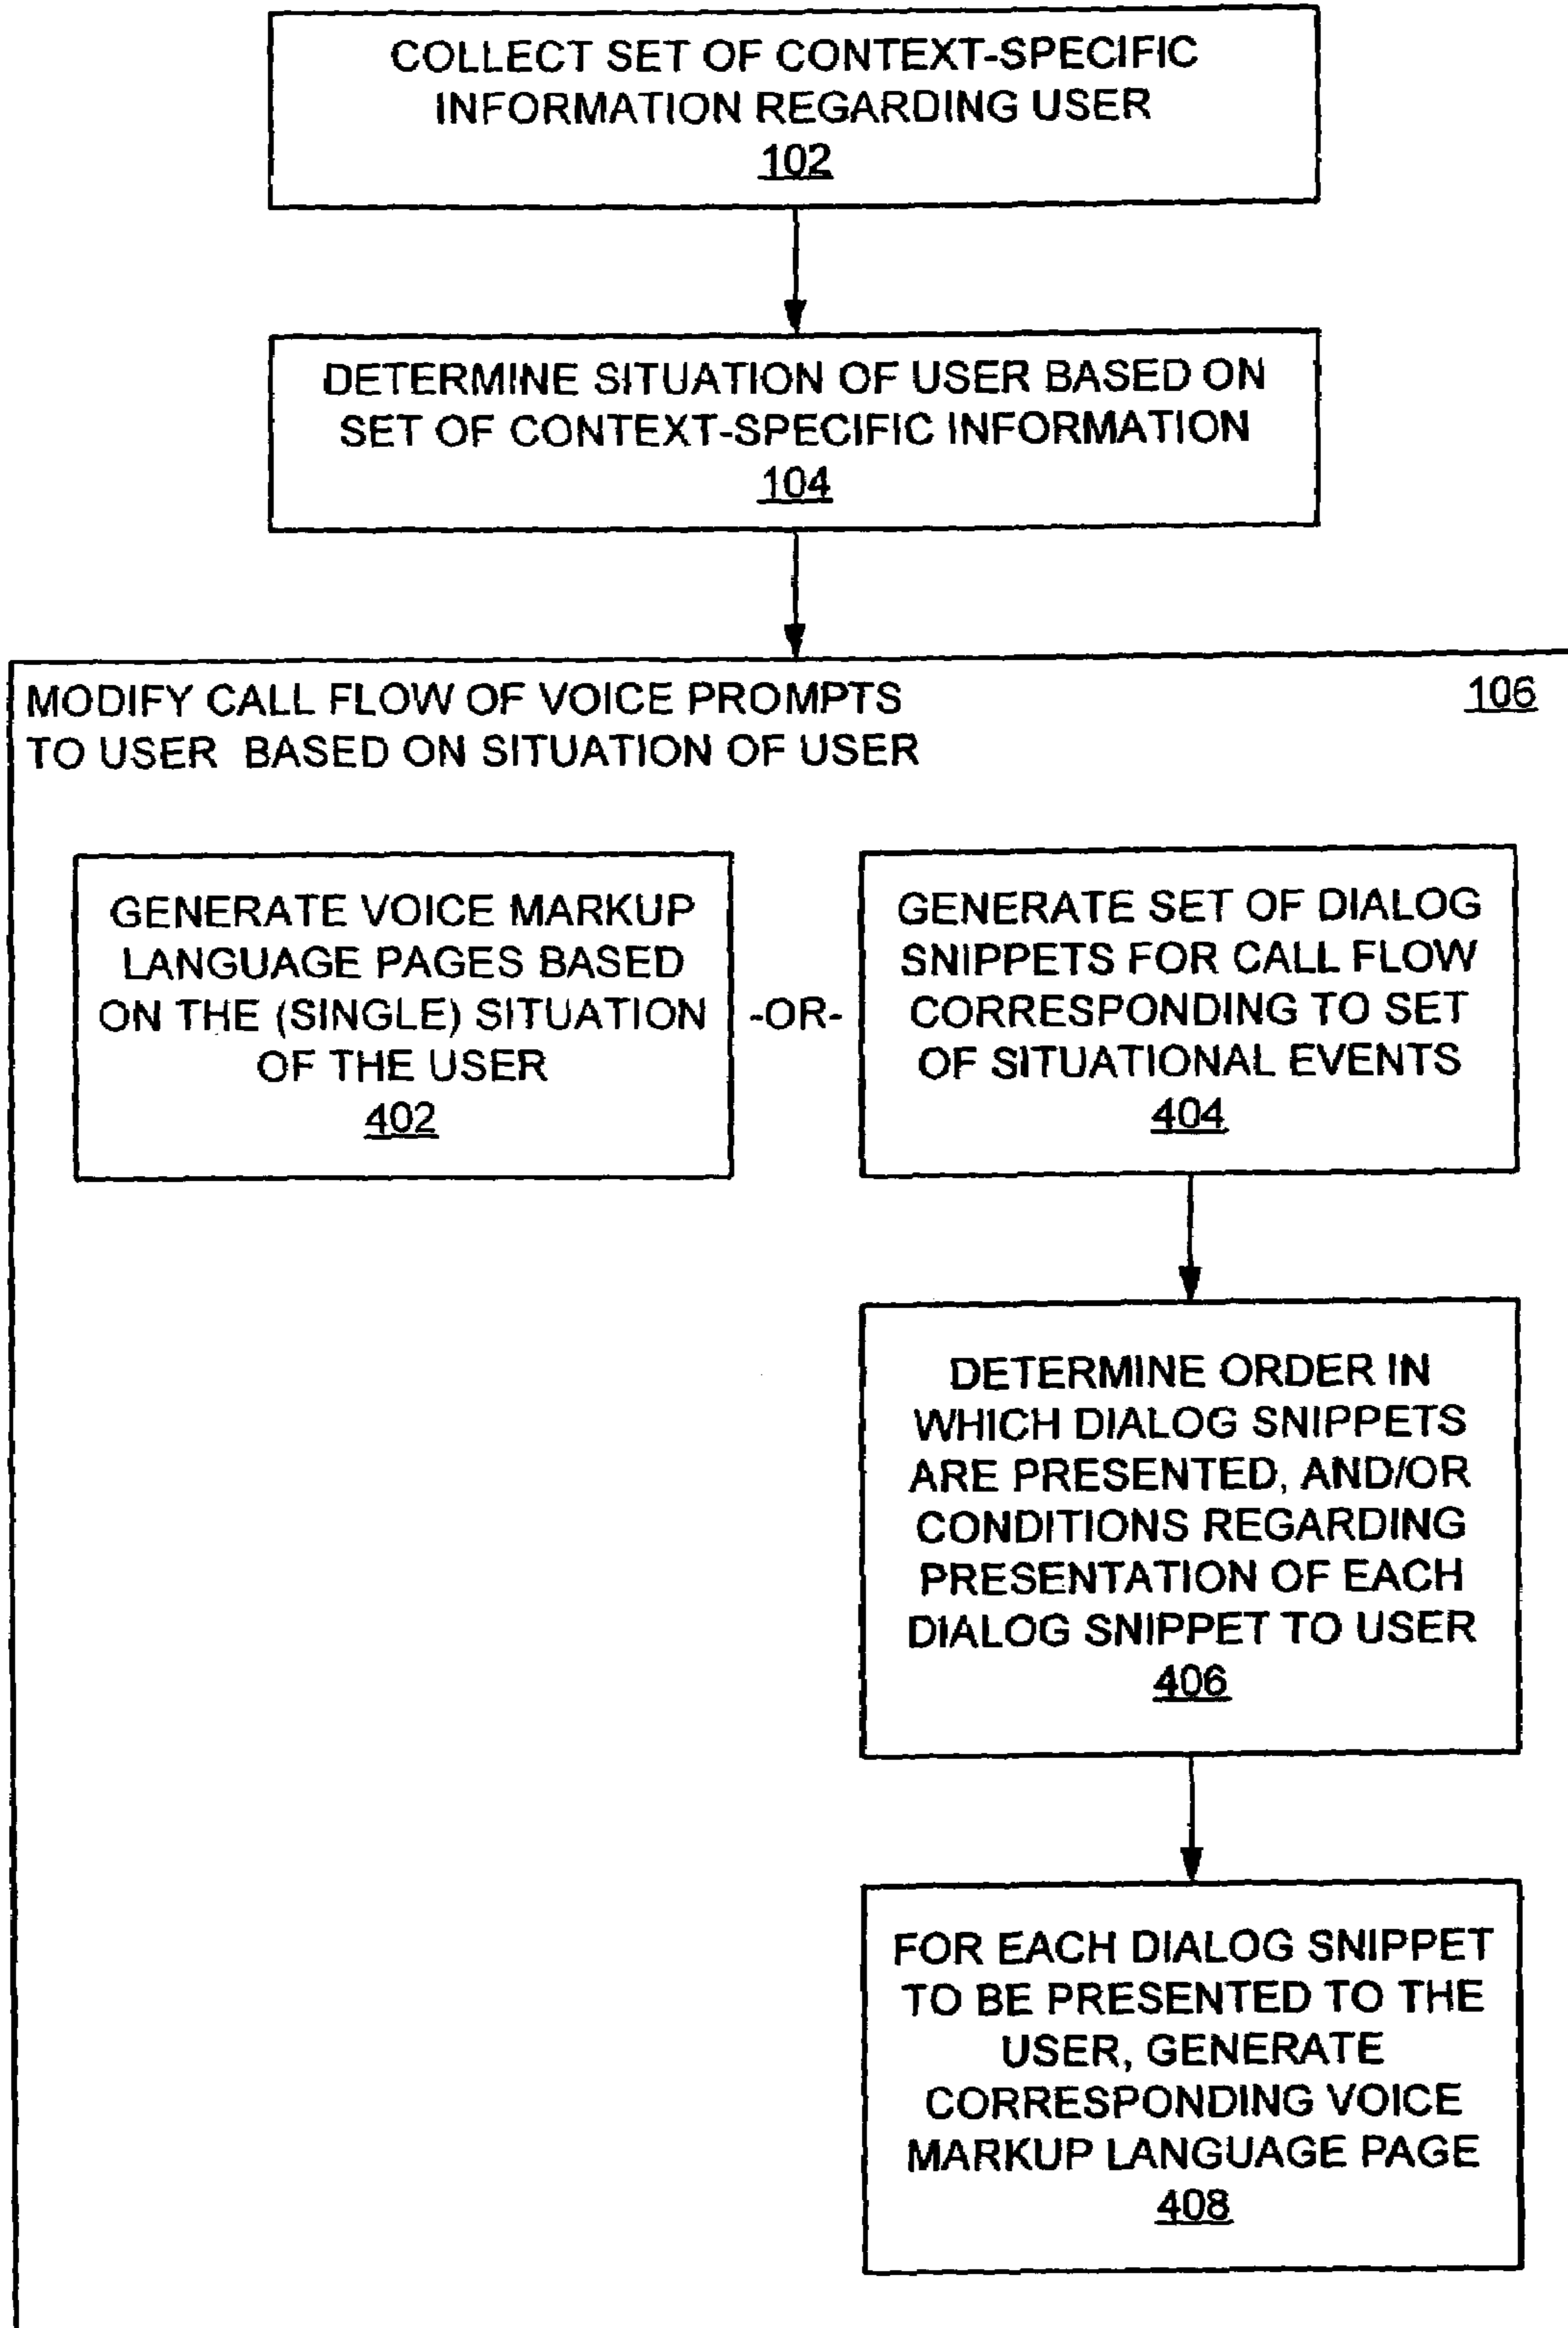 COLLECT SET OF CONTEXT-SPECIFIC
INFORMATION REGARDING USER
102
DETERMINE SITUATION OF USER BASED ON
SET OF CONTEXT-SPECIFIC INFORMATION
104
MODIFY CALL FLOW OF VOICE PROMPTS
TO USER BASED ON SITUATION OF USER
106
GENERATE VOICE MARKUP
LANGUAGE PAGES BASED
ON THE (SINGLE) SITUATION
OF THE USER
402
-OR-
GENERATE SET OF DIALOG
SNIPPETS FOR CALL FLOW
CORRESPONDING TO SET
OF SITUATIONAL EVENTS
404
DETERMINE ORDER IN
WHICH DIALOG SNIPPETS
ARE PRESENTED, AND/OR
CONDITIONS REGARDING
PRESENTATION OF EACH
DIALOG SNIPPET TO USER
406
FOR EACH DIALOG SNIPPET
TO BE PRESENTED TO THE
USER, GENERATE
CORRESPONDING VOICE
MARKUP LANGUAGE PAGE
408